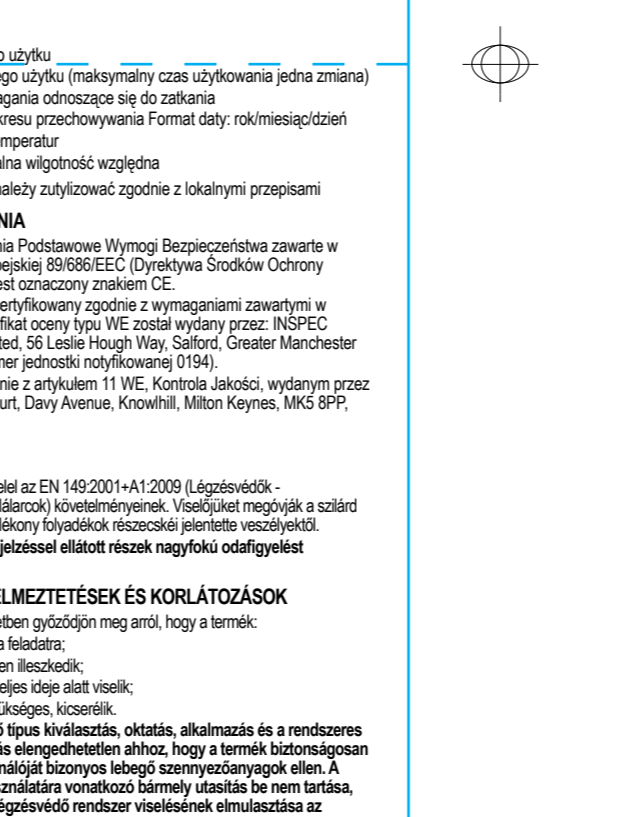 o użytku
ego użytku (maksymalny czas użytkowania jedna zmiana)
agania odnoszące się do zatkania
kresu przechowywania Format daty: rok/miesiąc/dzień
mperatur
alna wilgotność względna
należy zutylizować zgodnie z lokalnymi przepisami
NIA
nia Podstawowe Wymogi Bezpieczeństwa zawarte w
pejskiej 89/686/EEC (Dyrektywa Środków Ochrony
est oznaczony znakiem CE.
ertyfikowany zgodnie z wymaganiami zawartymi w
fikat oceny typu WE został wydany przez: INSPEC
ted, 56 Leslie Hough Way, Salford, Greater Manchester
mer jednostki notyfikowanej 0194).
nie z artykułem 11 WE, Kontrola Jakości, wydanym przez
urt, Davy Avenue, Knowlhill, Milton Keynes, MK5 8PP,
elel az EN 149:2001+A1:2009 (Légzésvédők -
lálarcok) követelményeinek. Viselőjüket megóvják a szilárd
lékony folyadékok részecskéi jelentette veszélyektől.
jelzéssel ellátott részek nagyfokú odafigyelést
ELMEZTETÉSEK ÉS KORLÁTOZÁSOK
etben győződjön meg arról, hogy a termék:
a feladatra;
en illeszkedik;
eljes ideje alatt viselik;
ükséges, kicserélik.
ő típus kiválasztás, oktatás, alkalmazás és a rendszeres
ás elengedhetetlen ahhoz, hogy a termék biztonságosan
nálóját bizonyos lebegő szennyezőanyagok ellen. A
sználatára vonatkozó bármely utasítás be nem tartása,
égzésvédő rendszer viselésének elmulasztása az